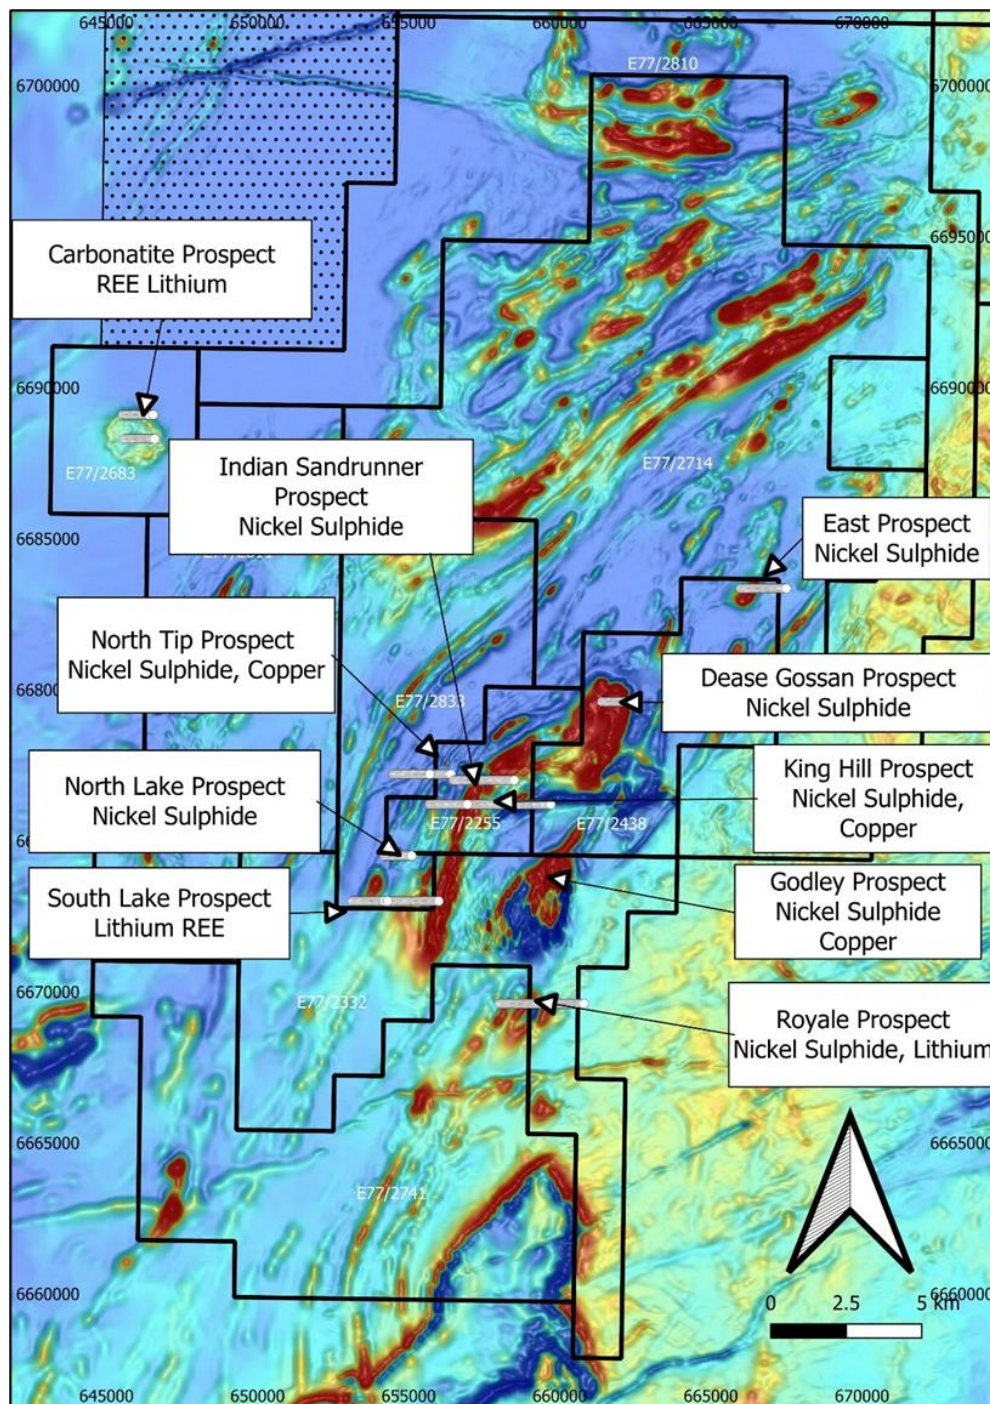 645000 650000 655000 660000 665000 670000
E77/2810
6700000 6700000
6695000
Carbonatite Prospect
REE Lithium
6690000 6690000
E77/2683
E77/2714
Indian Sandrunner
Prospect
Nickel Sulphide
6685000
East Prospect
Nickel Sulphide
North Tip Prospect
Nickel Sulphide, Copper
6680000
E77/2833
Dease Gossan Prospect
Nickel Sulphide
North Lake Prospect
Nickel Sulphide
King Hill Prospect
Nickel Sulphide,
Copper
E77/2255 E77/2438
South Lake Prospect
Lithium REE
Godley Prospect
Nickel Sulphide
Copper
6670000
E77/2332
Royale Prospect
Nickel Sulphide, Lithium
6665000 6665000
E77/2741
6660000 6660000
0 2.5 5 km
645000 650000 655000 660000 665000 670000